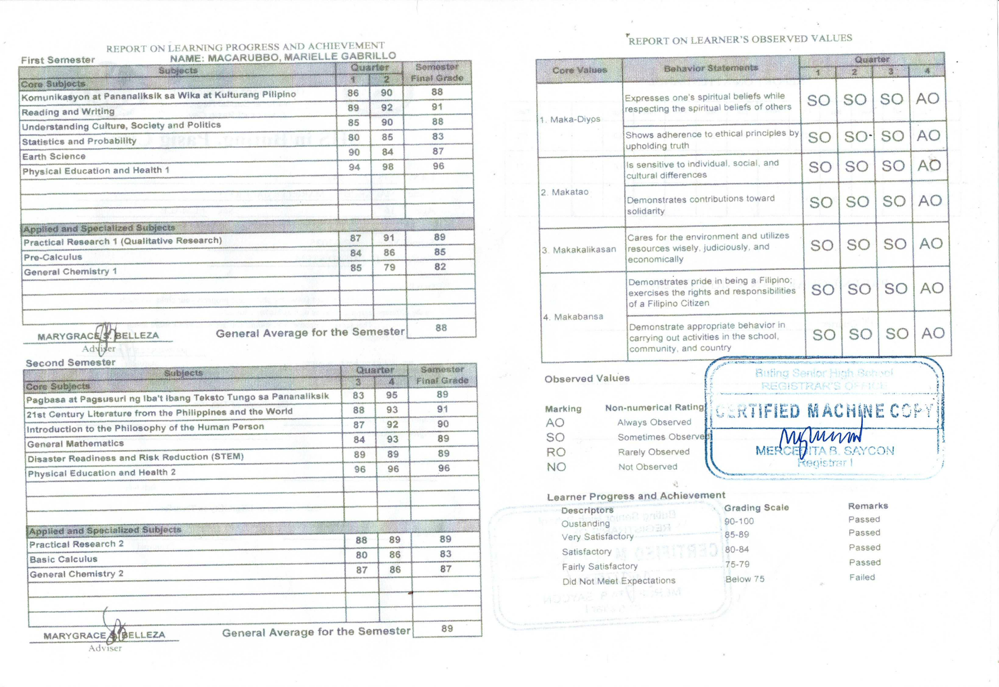 REPORT ON LEARNING PROGRESS AND ACHIEVEMENT
First Semester NAME: MACARUBBO, MARIELLE GABRILLO
Subjects Quarter Semester
Core Subjects 1 2 Final Grade
Komunikasyon at Pananaliksik sa Wika at Kulturang Pilipino 86 90 88
Reading and Writing 89 92 91
Understanding Culture, Society and Politics 85 90 88
Statistics and Probability 80 85 83
Earth Science 90 84 87
Physical Education and Health 1 94 98 96
Applied and Specialized Subjects
Practical Research 1 (Qualitative Research) 87 91 89
Pre-Calculus 84 86 85
General Chemistry 1 85 79 82
MARYGRACE S. BELLEZA General Average for the Semester 88
Adviser
Second Semester
Subjects Quarter Semester
Core Subjects 3 4 Final Grade
Pagbasa at Pagsusuri ng Iba't Ibang Teksto Tungo sa Pananaliksik 83 95 89
21st Century Literature from the Philippines and the World 88 93 91
Introduction to the Philosophy of the Human Person 87 92 90
General Mathematics 84 93 89
Disaster Readiness and Risk Reduction (STEM) 89 89 89
Physical Education and Health 2 96 96 96
Applied and Specialized Subjects
Practical Research 2 88 89 89
Basic Calculus 80 86 83
General Chemistry 2 87 86 87
MARYGRACE S. BELLEZA General Average for the Semester 89
Adviser
REPORT ON LEARNER'S OBSERVED VALUES
Core Values Behavior Statements Quarter
1 2 3 4
1. Maka-Diyos
Expresses one's spiritual beliefs while
respecting the spiritual beliefs of others
SO SO SO AO
Shows adherence to ethical principles by
upholding truth
SO SO SO AO
2. Makatao
Is sensitive to individual, social, and
cultural differences
SO SO SO AO
Demonstrates contributions toward
solidarity
SO SO SO AO
3. Makakalikasan
Cares for the environment and utilizes
resources wisely, judiciously, and
economically
SO SO SO AO
4. Makabansa
Demonstrates pride in being a Filipino;
exercises the rights and responsibilities
of a Filipino Citizen
SO SO SO AO
Demonstrate appropriate behavior in
carrying out activities in the school,
community, and country
SO SO SO AO
Observed Values
Marking Non-numerical Rating
AO Always Observed
SO Sometimes Observed
RO Rarely Observed
NO Not Observed
Buting Senior High School
REGISTRAR'S OFFICE
CERTIFIED MACHINE COPY
MERCEDITA B. SAYCON
Registrar I
Learner Progress and Achievement
Descriptors Grading Scale Remarks
Oustanding 90-100 Passed
Very Satisfactory 85-89 Passed
Satisfactory 80-84 Passed
Fairly Satisfactory 75-79 Passed
Did Not Meet Expectations Below 75 Failed